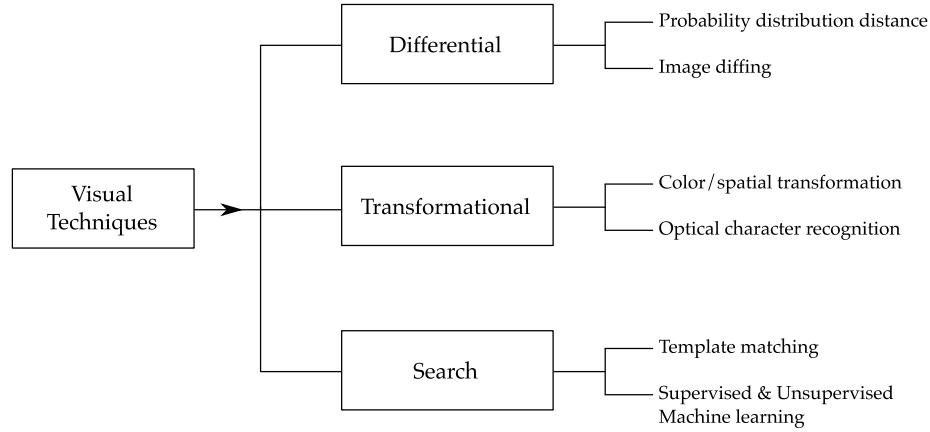 Visual
Techniques
Differential
Probability distribution distance
Image diffing
Transformational
Color/spatial transformation
Optical character recognition
Search
Template matching
Supervised & Unsupervised
Machine learning